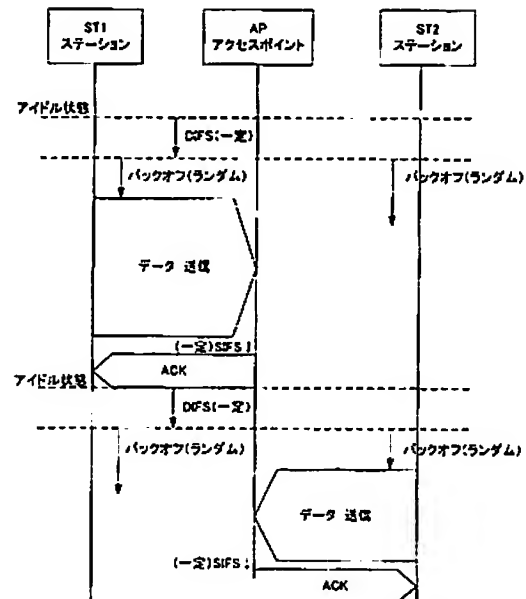 ST1
ステーション
AP
アクセスポイント
ST2
ステーション
アイドル状態
DIFS(一定)
バックオフ(ランダム)
バックオフ(ランダム)
データ 送信
(一定)SIFS
ACK
アイドル状態
DIFS(一定)
バックオフ(ランダム)
バックオフ(ランダム)
データ 送信
(一定)SIFS
ACK